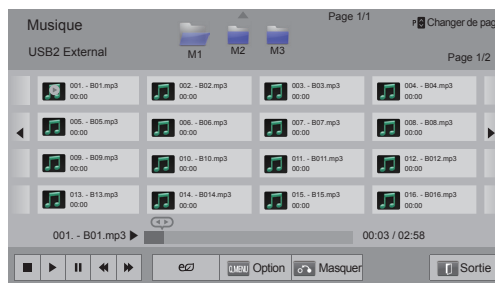 Musique
Page 1/1
P Changer de pag
USB2 External
M1 M2 M3
Page 1/2
001. - B01.mp3 002. - B02.mp3 003. - B03.mp3 004. - B04.mp3
00:00 00:00 00:00 00:00
005. - B05.mp3 006. - B06.mp3 007. - B07.mp3 008. - B08.mp3
00:00 00:00 00:00 00:00
009. - B09.mp3 010. - B10.mp3 011. - B011.mp3 012. - B012.mp3
00:00 00:00 00:00 00:00
013. - B13.mp3 014. - B014.mp3 015. - B15.mp3 016. - B016.mp3
00:00 00:00 00:00 00:00
001. - B01.mp3 00:03 / 02:58
Q.MENU Option Masquer Sortie